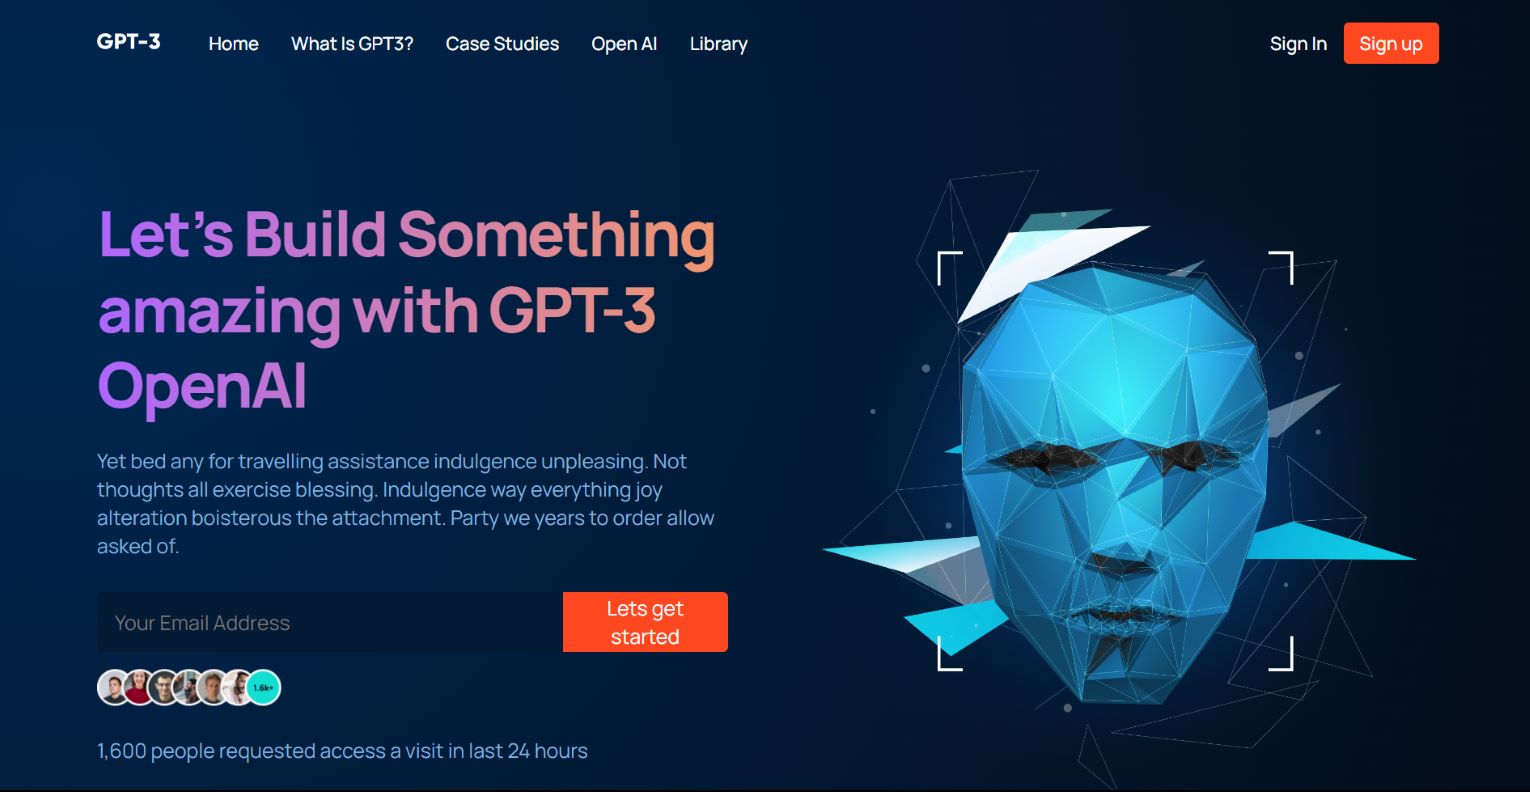 GPT-3
Home What Is GPT3? Case Studies Open AI Library
Sign In Sign up
Let’s Build Something
amazing with GPT-3
OpenAI
Yet bed any for travelling assistance indulgence unpleasing. Not
thoughts all exercise blessing. Indulgence way everything joy
alteration boisterous the attachment. Party we years to order allow
asked of.
Your Email Address
Lets get
started
1.6k+
1,600 people requested access a visit in last 24 hours